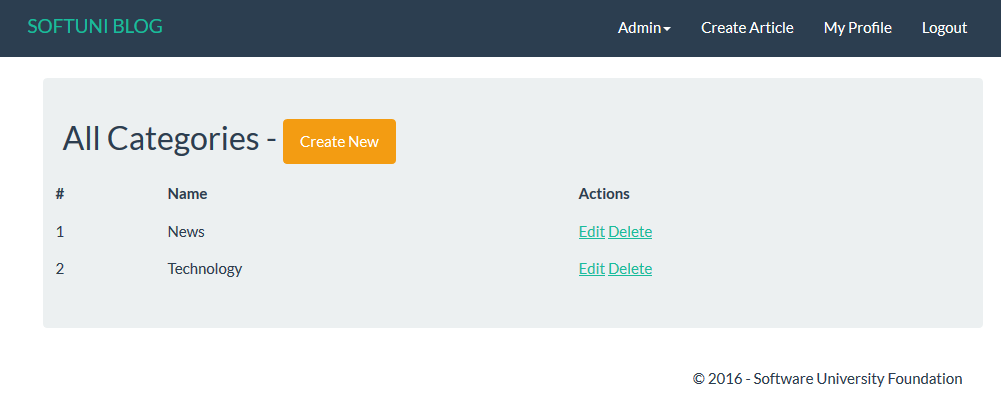 SOFTUNI BLOG Admin Create Article My Profile Logout
All Categories - Create New
# Name Actions
1 News Edit Delete
2 Technology Edit Delete
© 2016 - Software University Foundation